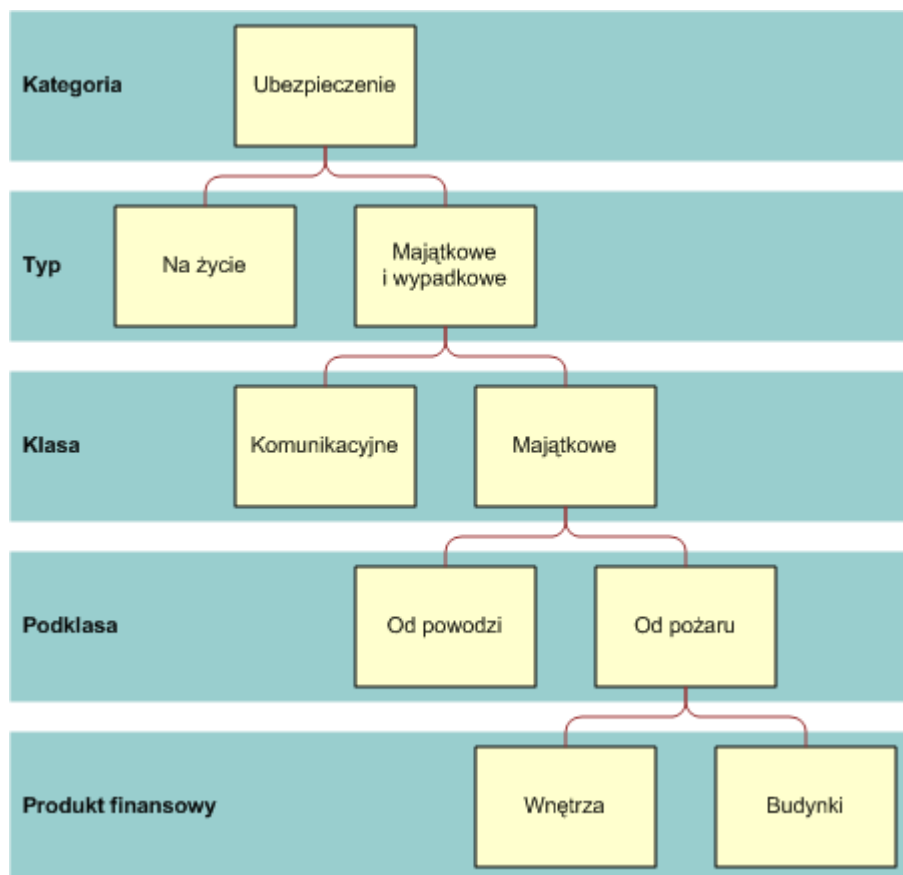 Kategoria
Ubezpieczenie
Typ
Na życie
Majątkowe
i wypadkowe
Klasa
Komunikacyjne
Majątkowe
Podklasa
Od powodzi
Od pożaru
Produkt finansowy
Wnętrza
Budynki